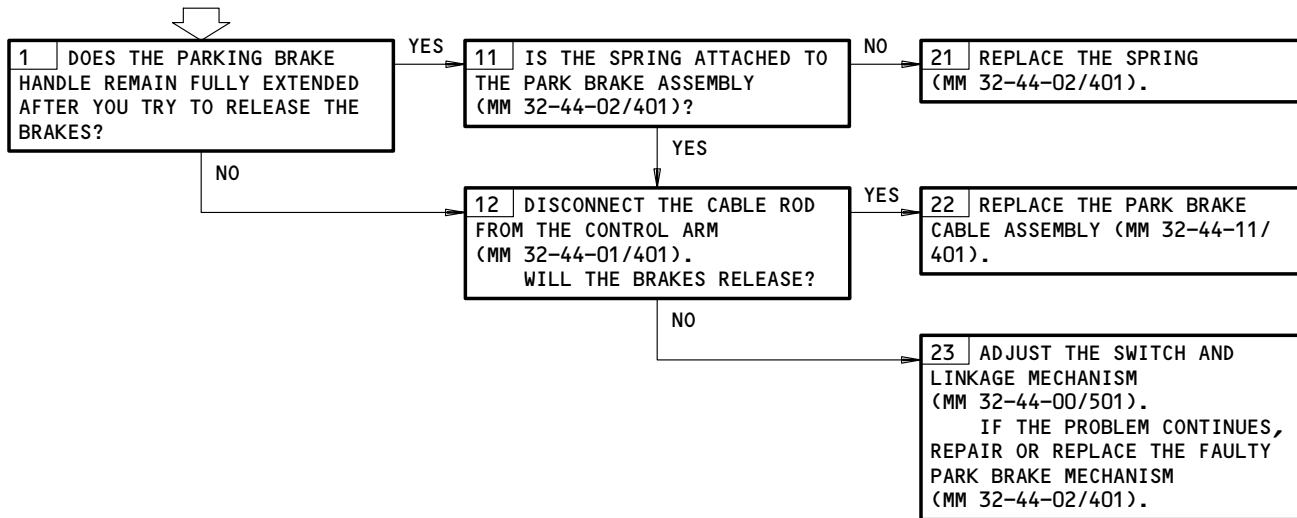 1 DOES THE PARKING BRAKE
HANDLE REMAIN FULLY EXTENDED
AFTER YOU TRY TO RELEASE THE
BRAKES?
YES
NO
11 IS THE SPRING ATTACHED TO
THE PARK BRAKE ASSEMBLY
(MM 32-44-02/401)?
NO
YES
21 REPLACE THE SPRING
(MM 32-44-02/401).
12 DISCONNECT THE CABLE ROD
FROM THE CONTROL ARM
(MM 32-44-01/401).
WILL THE BRAKES RELEASE?
YES
NO
22 REPLACE THE PARK BRAKE
CABLE ASSEMBLY (MM 32-44-11/
401).
23 ADJUST THE SWITCH AND
LINKAGE MECHANISM
(MM 32-44-00/501).
IF THE PROBLEM CONTINUES,
REPAIR OR REPLACE THE FAULTY
PARK BRAKE MECHANISM
(MM 32-44-02/401).